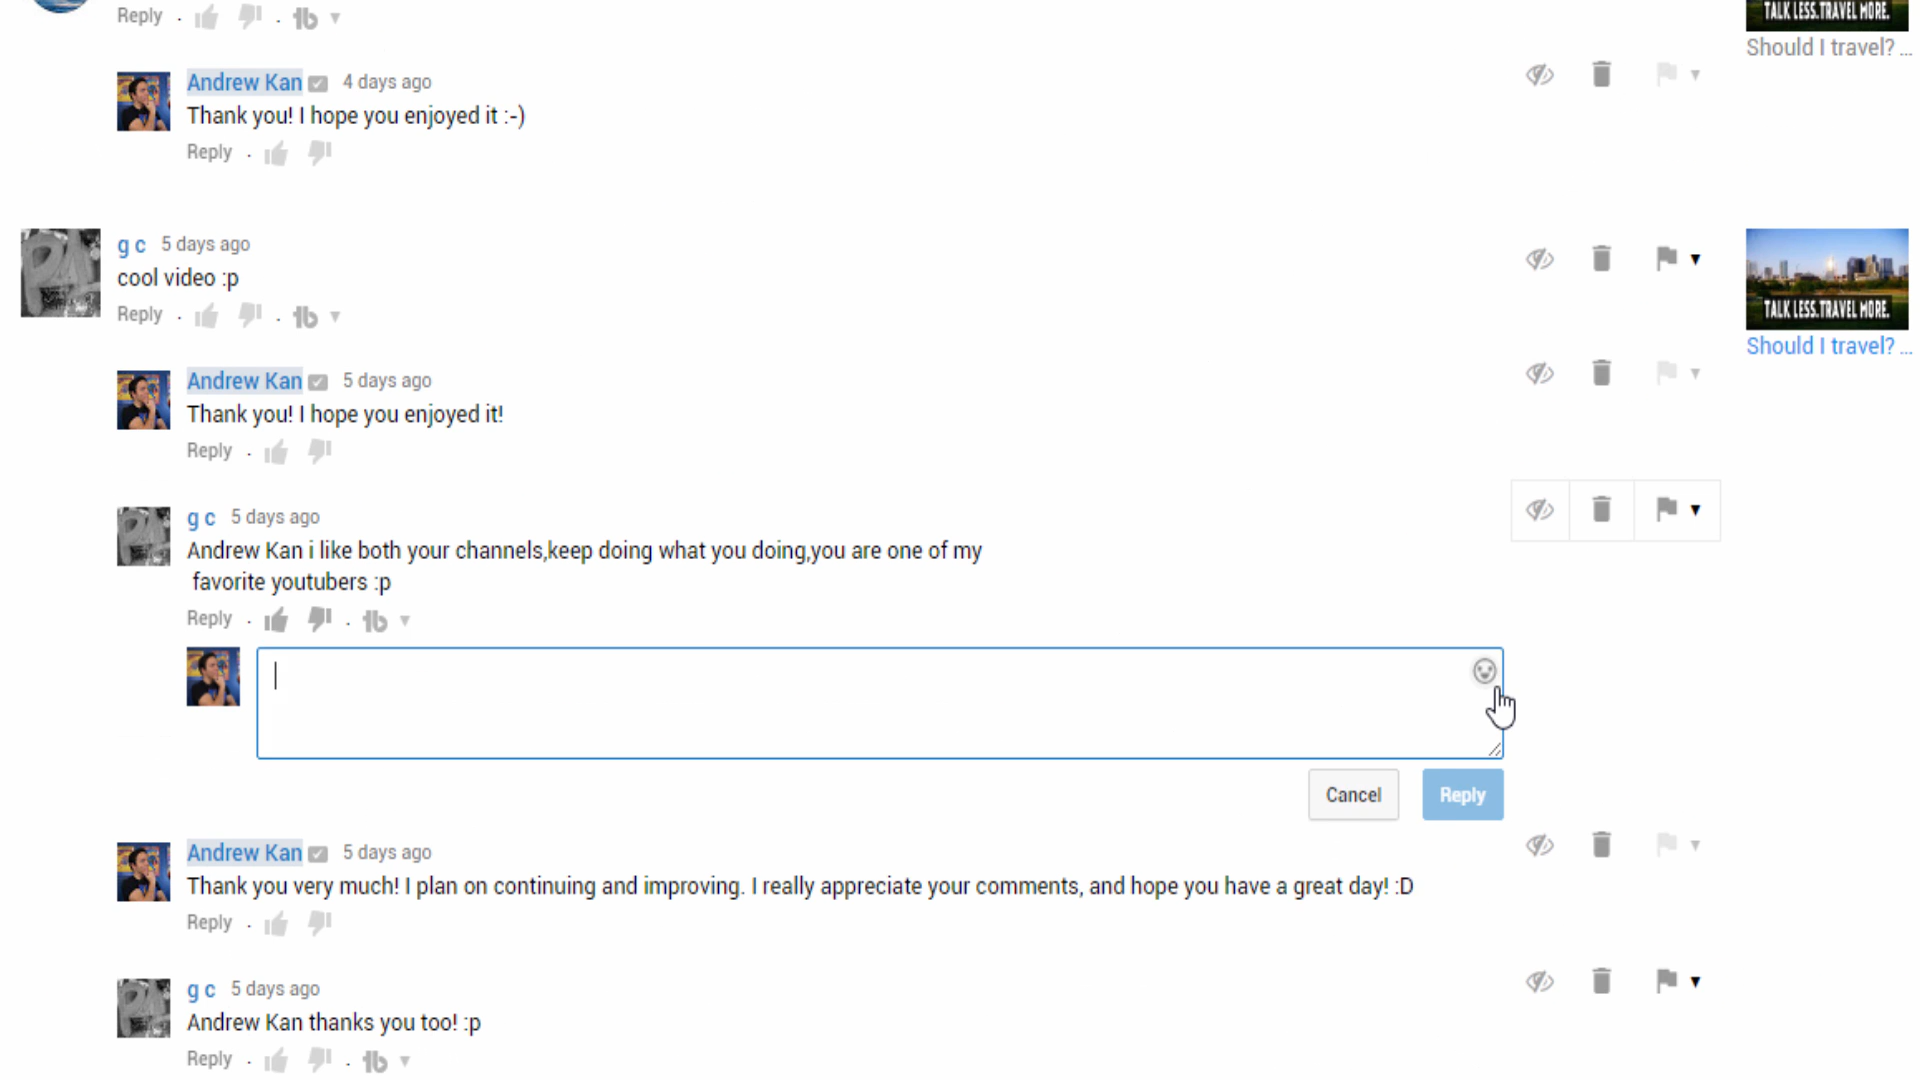 TALK LESS.TRAVEL MORE.
Reply . . ▼
Should I travel? ...
Andrew Kan 4 days ago
Thank you! I hope you enjoyed it :-)
Reply .
g c 5 days ago
cool video :p
Reply . . ▼
TALK LESS.TRAVEL MORE.
Should I travel? ...
Andrew Kan 5 days ago
Thank you! I hope you enjoyed it!
Reply .
g c 5 days ago
Andrew Kan i like both your channels,keep doing what you doing,you are one of my
favorite youtubers :p
Reply . . ▼
Cancel Reply
Andrew Kan 5 days ago
Thank you very much! I plan on continuing and improving. I really appreciate your comments, and hope you have a great day! :D
Reply .
g c 5 days ago
Andrew Kan thanks you too! :p
Reply . . ▼